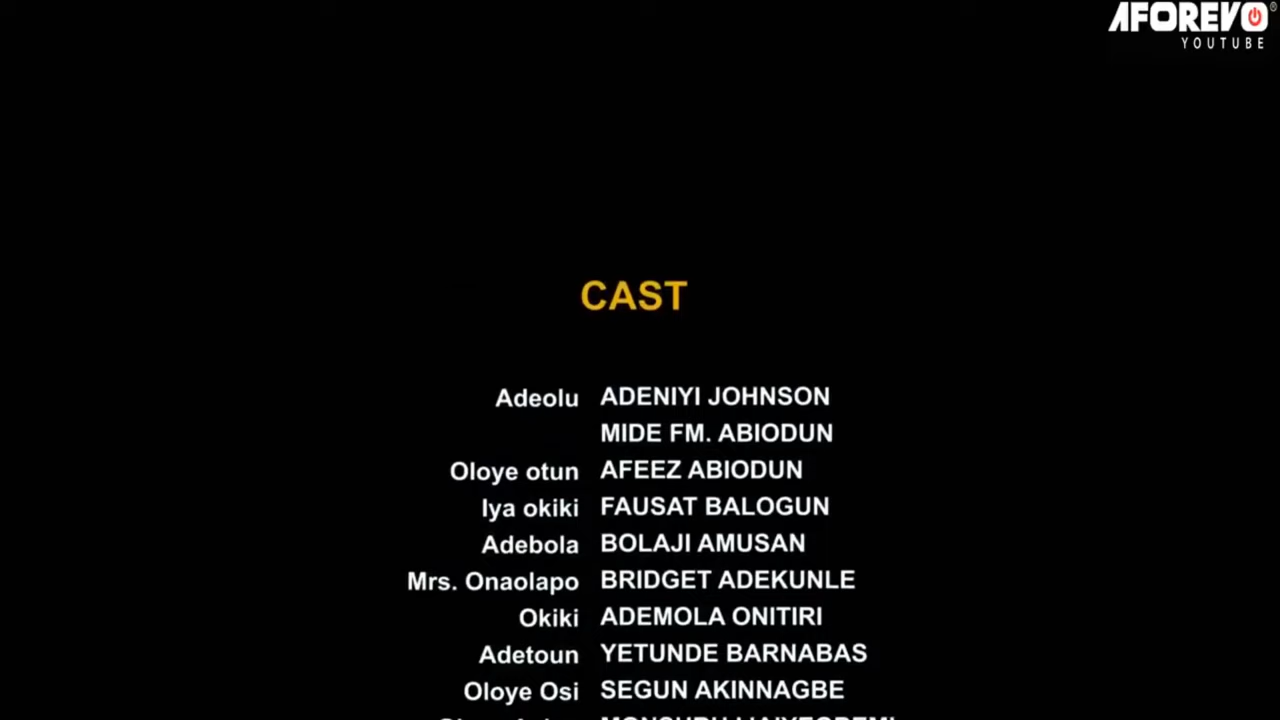 AFOREVO®
YOUTUBE
CAST
Adeolu ADENIYI JOHNSON
MIDE FM. ABIODUN
Oloye otun AFEEZ ABIODUN
Iya okiki FAUSAT BALOGUN
Adebola BOLAJI AMUSAN
Mrs. Onaolapo BRIDGET ADEKUNLE
Okiki ADEMOLA ONITIRI
Adetoun YETUNDE BARNABAS
Oloye Osi SEGUN AKINNAGBE